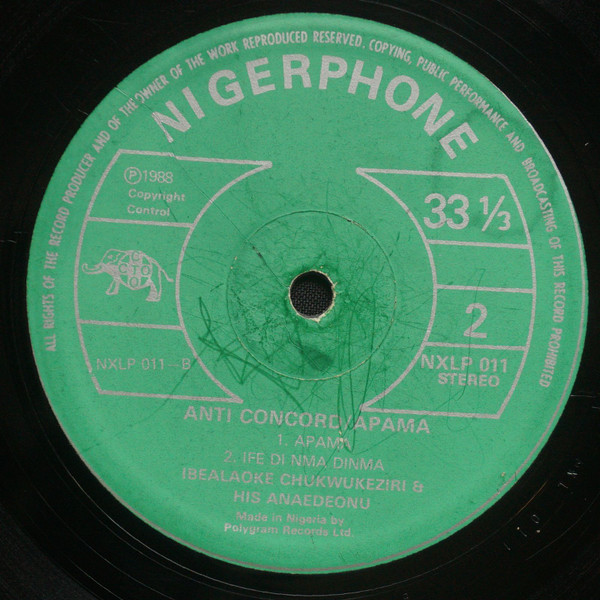 ALL RIGHTS OF THE RECORD PRODUCER AND OF THE OWNER OF THE WORK REPRODUCED RESERVED. COPYING, PUBLIC PERFORMANCE AND BROADCASTING OF THIS RECORD PROHIBITED
NIGERPHONE
Ⓟ1988
Copyright
Control
33 1/3
2
NXLP 011-B
NXLP 011
STEREO
ANTI CONCORD/APAMA
1. APAMA
2. IFE DI NMA DINMA
IBEALAOKE CHUKWUKEZIRI &
HIS ANAEDEONU
Made in Nigeria by
Polygram Records Ltd.